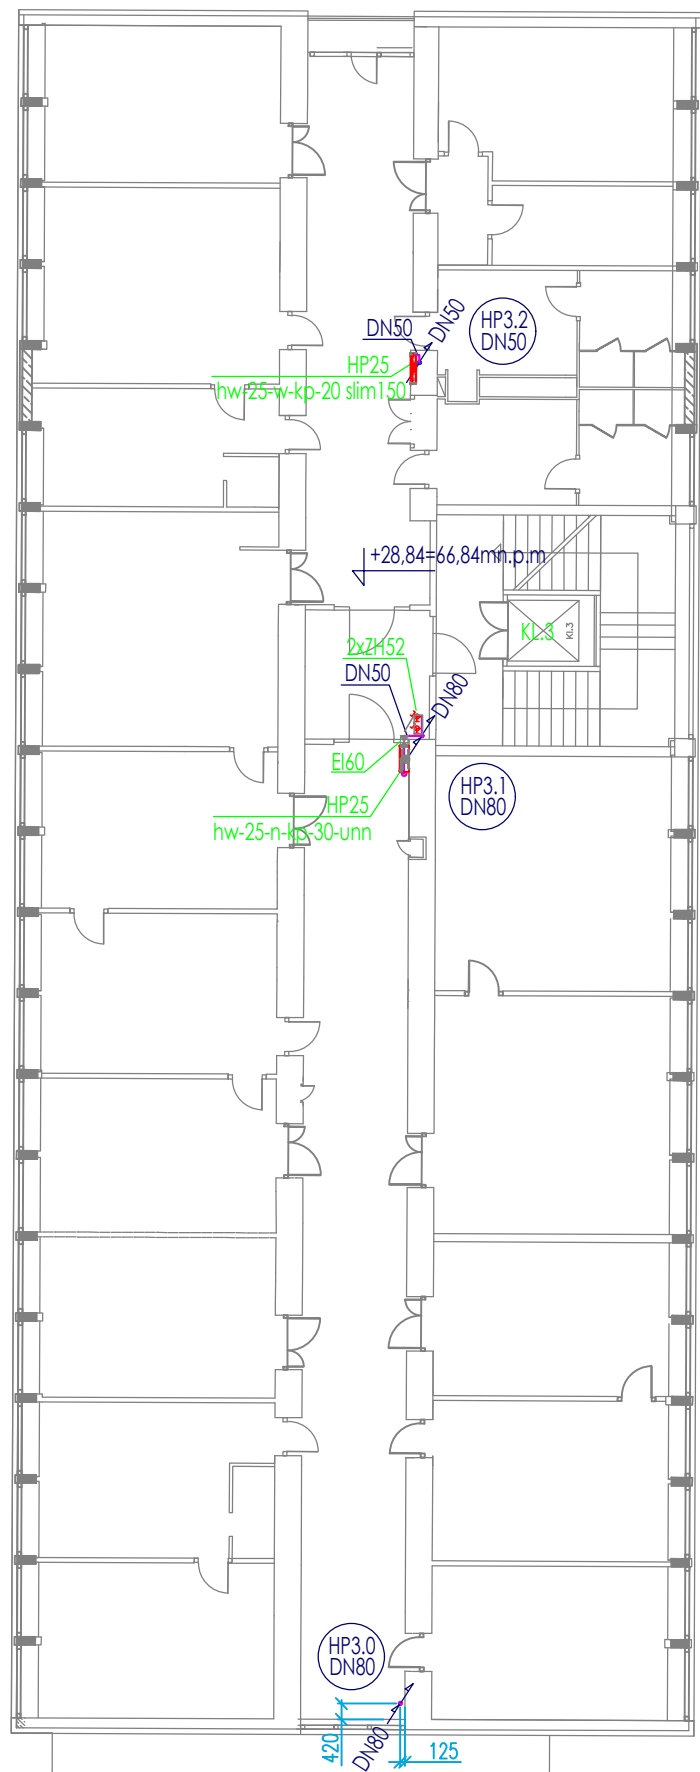 DN50
DN50
HP3.2
DN50
HP25
hw-25-w-kp-20 slim150
+28,84=66,84mn.p.m
KL.3
Kl.3
2xZH52
DN50
DN80
EI60
HP3.1
DN80
HP25
hw-25-n-kp-30-unn
HP3.0
DN80
420
DN80
125